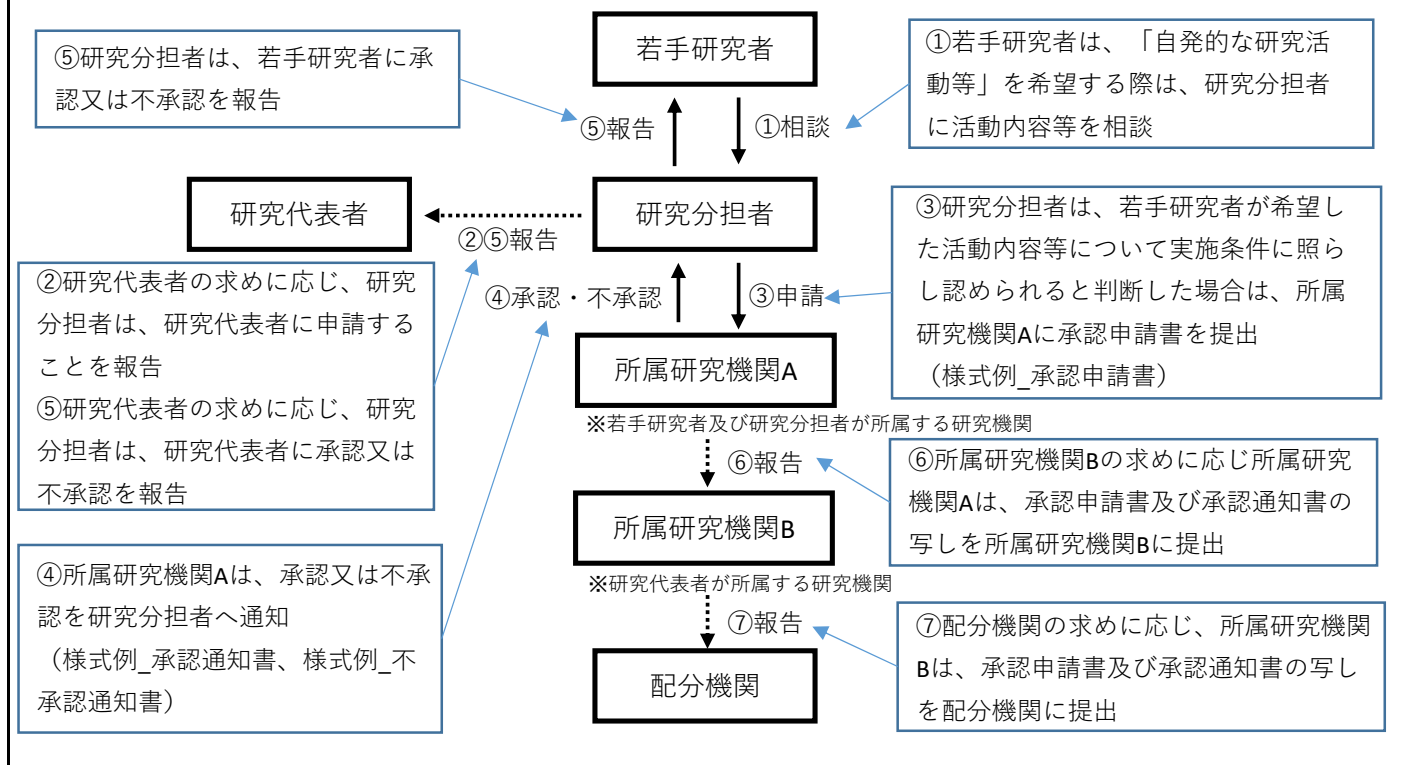 ⑤研究分担者は、若手研究者に承
認又は不承認を報告
若手研究者
①若手研究者は、「自発的な研究活
動等」を希望する際は、研究分担者
に活動内容等を相談
⑤報告
①相談
研究代表者
研究分担者
②⑤報告
③研究分担者は、若手研究者が希望し
た活動内容等について実施条件に照ら
し認められると判断した場合は、所属
研究機関Aに承認申請書を提出
（様式例_承認申請書）
②研究代表者の求めに応じ、研究
分担者は、研究代表者に申請する
ことを報告
⑤研究代表者の求めに応じ、研究
分担者は、研究代表者に承認又は
不承認を報告
④承認・不承認
③申請
所属研究機関A
※若手研究者及び研究分担者が所属する研究機関
⑥報告
⑥所属研究機関Bの求めに応じ所属研究
機関Aは、承認申請書及び承認通知書の
写しを所属研究機関Bに提出
所属研究機関B
※研究代表者が所属する研究機関
④所属研究機関Aは、承認又は不承
認を研究分担者へ通知
（様式例_承認通知書、様式例_不
承認通知書）
⑦報告
⑦配分機関の求めに応じ、所属研究機関
Bは、承認申請書及び承認通知書の写し
を配分機関に提出
配分機関